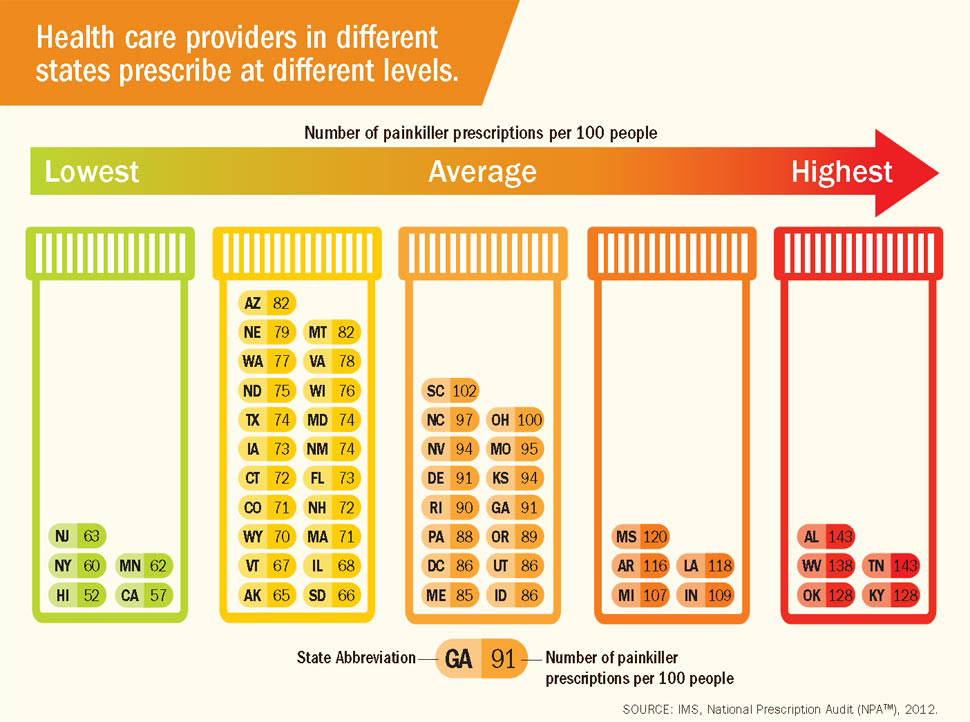 Health care providers in different
states prescribe at different levels.
Number of painkiller prescriptions per 100 people
Lowest Average Highest
NJ 63
NY 60 MN 62
HI 52 CA 57
AZ 82
NE 79 MT 82
WA 77 VA 78
ND 75 WI 76
TX 74 MD 74
IA 73 NM 74
CT 72 FL 73
CO 71 NH 72
WY 70 MA 71
VT 67 IL 68
AK 65 SD 66
SC 102
NC 97 OH 100
NV 94 MO 95
DE 91 KS 94
RI 90 GA 91
PA 88 OR 89
DC 86 UT 86
ME 85 ID 86
MS 120
AR 116 LA 118
MI 107 IN 109
AL 143
WV 138 TN 143
OK 128 KY 128
State Abbreviation GA 91 Number of painkiller
prescriptions per 100 people
SOURCE: IMS, National Prescription Audit (NPA™), 2012.